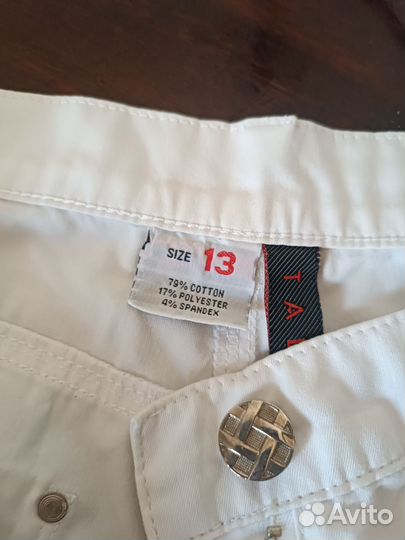 SIZE 13
79% COTTON
17% POLYESTER
4% SPANDEX
T A
Avito